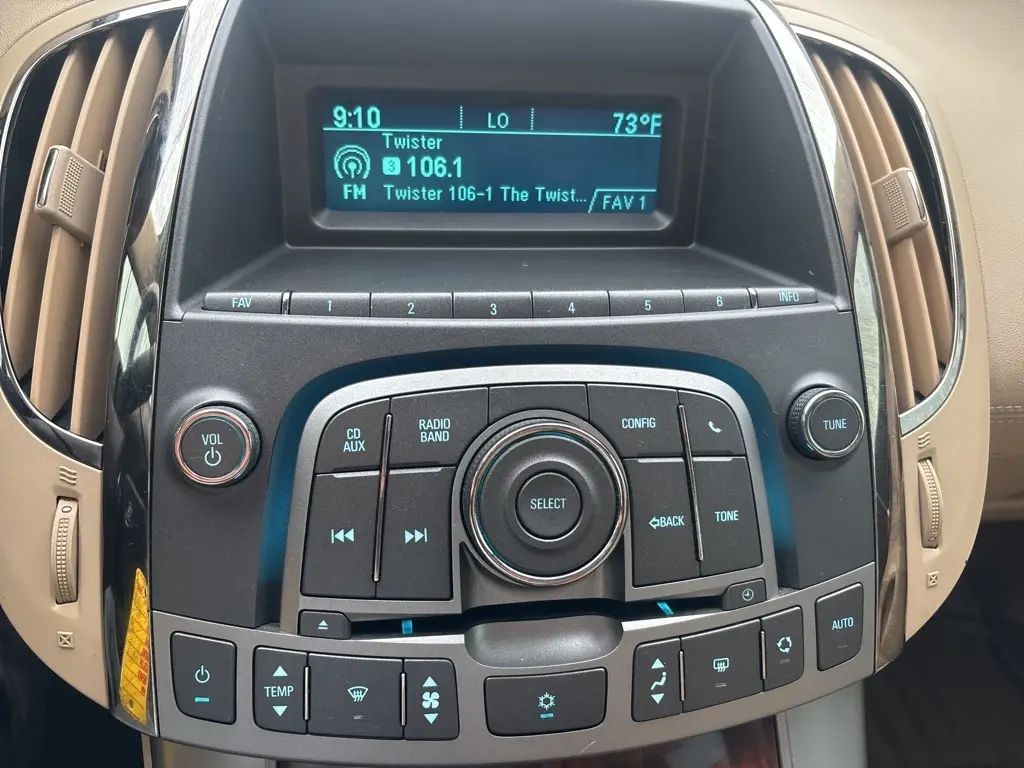 9:10 LO 73°F
Twister
3 106.1
FM Twister 106-1 The Twist... FAV 1
FAV 1 2 3 4 5 6 INFO
VOL
TUNE
CD
AUX
RADIO
BAND
CONFIG
SELECT
BACK
TONE
TEMP
AUTO